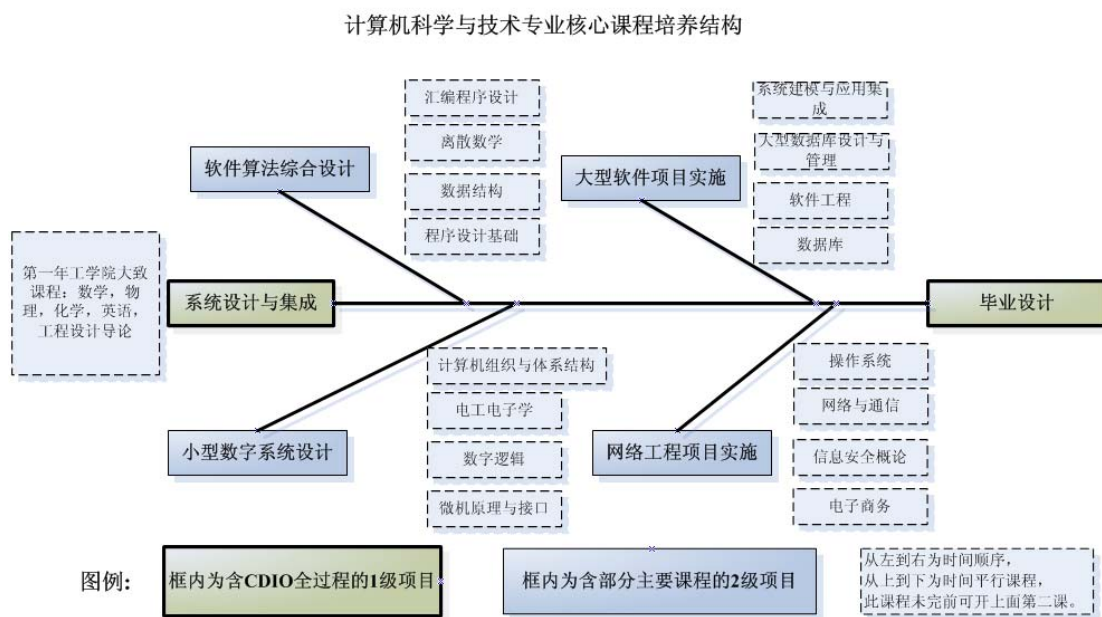 计算机科学与技术专业核心课程培养结构
汇编程序设计
离散数学
数据结构
程序设计基础
系统建模与应用集
成
大型数据库设计与
管理
软件工程
数据库
软件算法综合设计
大型软件项目实施
第一年工学院大致
课程：数学，物
理，化学，英语，
工程设计导论
系统设计与集成
毕业设计
计算机组织与体系结构
电工电子学
数字逻辑
微机原理与接口
操作系统
网络与通信
信息安全概论
电子商务
小型数字系统设计
网络工程项目实施
图例：
框内为含CDIO全过程的1级项目
框内为含部分主要课程的2级项目
从左到右为时间顺序，
从上到下为时间平行课程，
此课程未完前可开上面第二课。